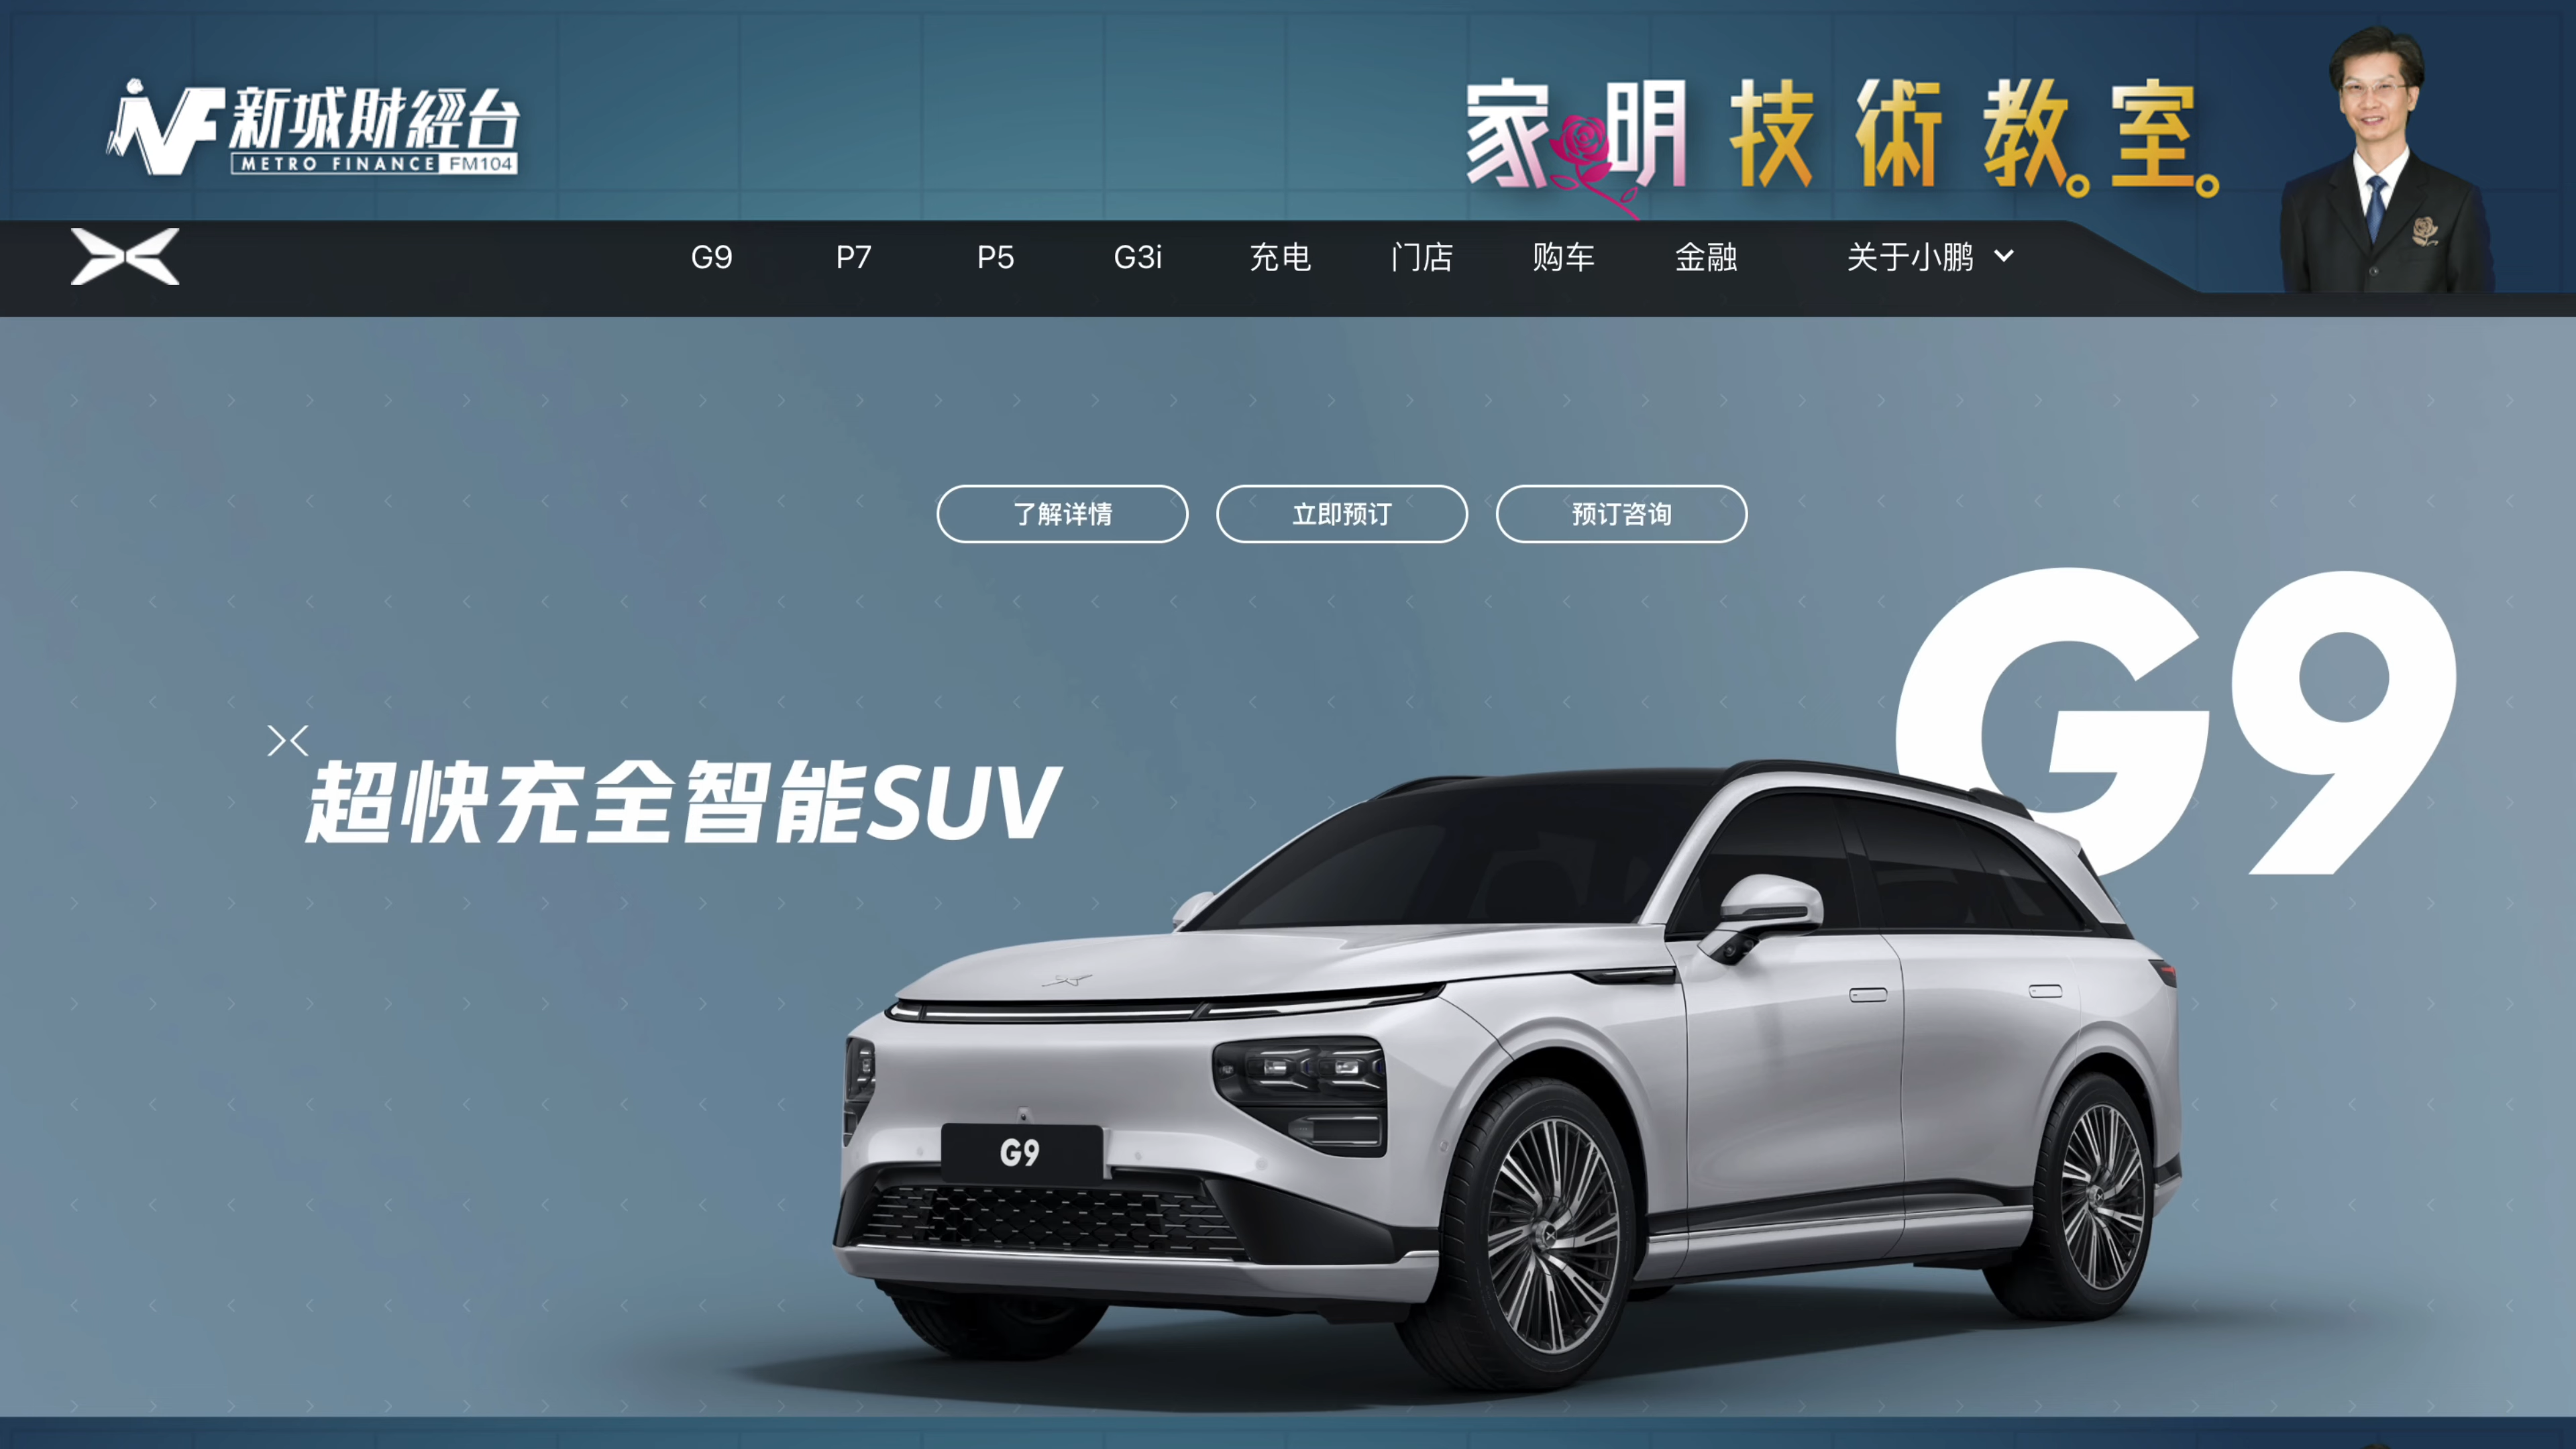 新城財經台
METRO FINANCE FM104
家明技術教室
G9 P7 P5 G3i 充电 门店 购车 金融 关于小鹏
了解详情 立即预订 预订咨询
G9
超快充全智能SUV
G9